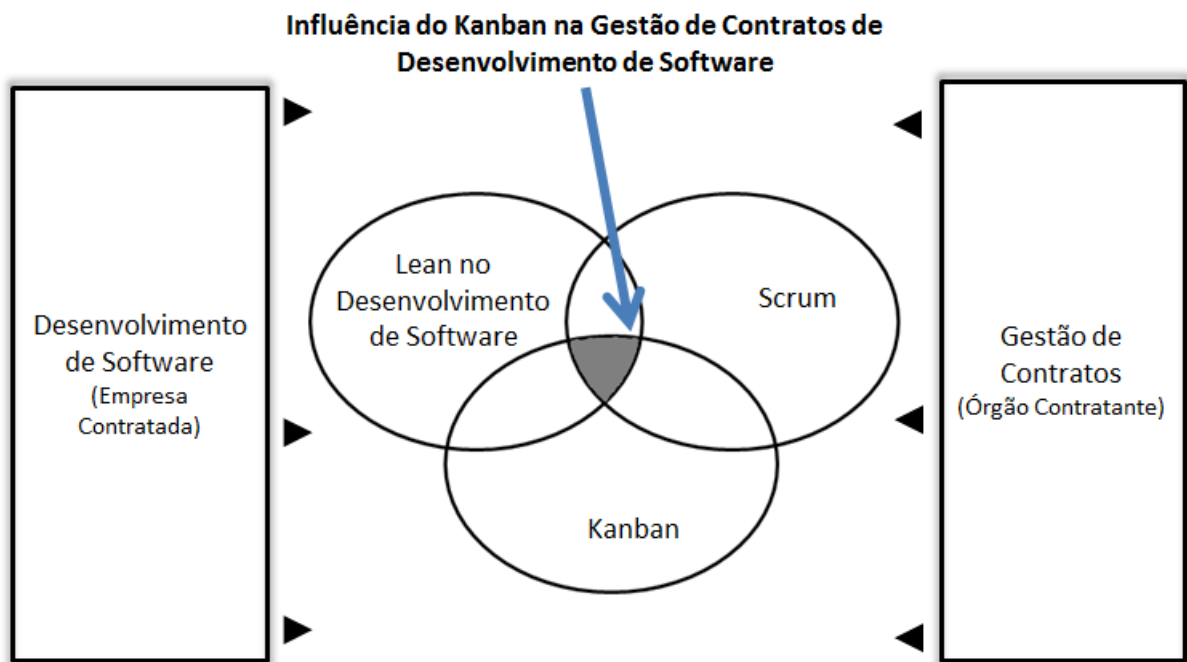 Influência do Kanban na Gestão de Contratos de
Desenvolvimento de Software
Desenvolvimento
de Software
(Empresa
Contratada)
Lean no
Desenvolvimento
de Software
Scrum
Kanban
Gestão de
Contratos
(Órgão Contratante)